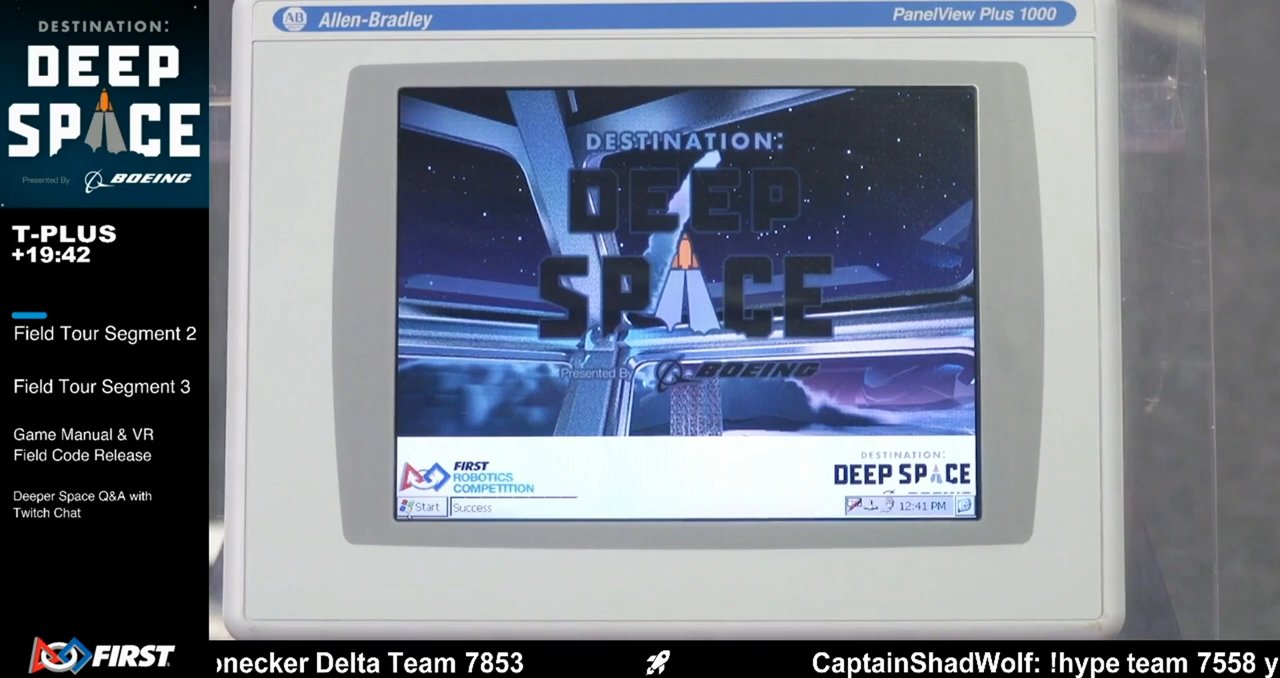 DESTINATION:
DEEP
SPACE
Presented By BOEING
T-PLUS
+19:42
Field Tour Segment 2
Field Tour Segment 3
Game Manual & VR
Field Code Release
Deeper Space Q&A with
Twitch Chat
FIRST
AB Allen-Bradley
PanelView Plus 1000
DESTINATION:
DEEP
SPACE
Presented By BOEING
FIRST
ROBOTICS
COMPETITION
DESTINATION:
DEEP SPACE
Start
Success
12:41 PM
onecker Delta Team 7853
CaptainShadWolf: !hype team 7558 y